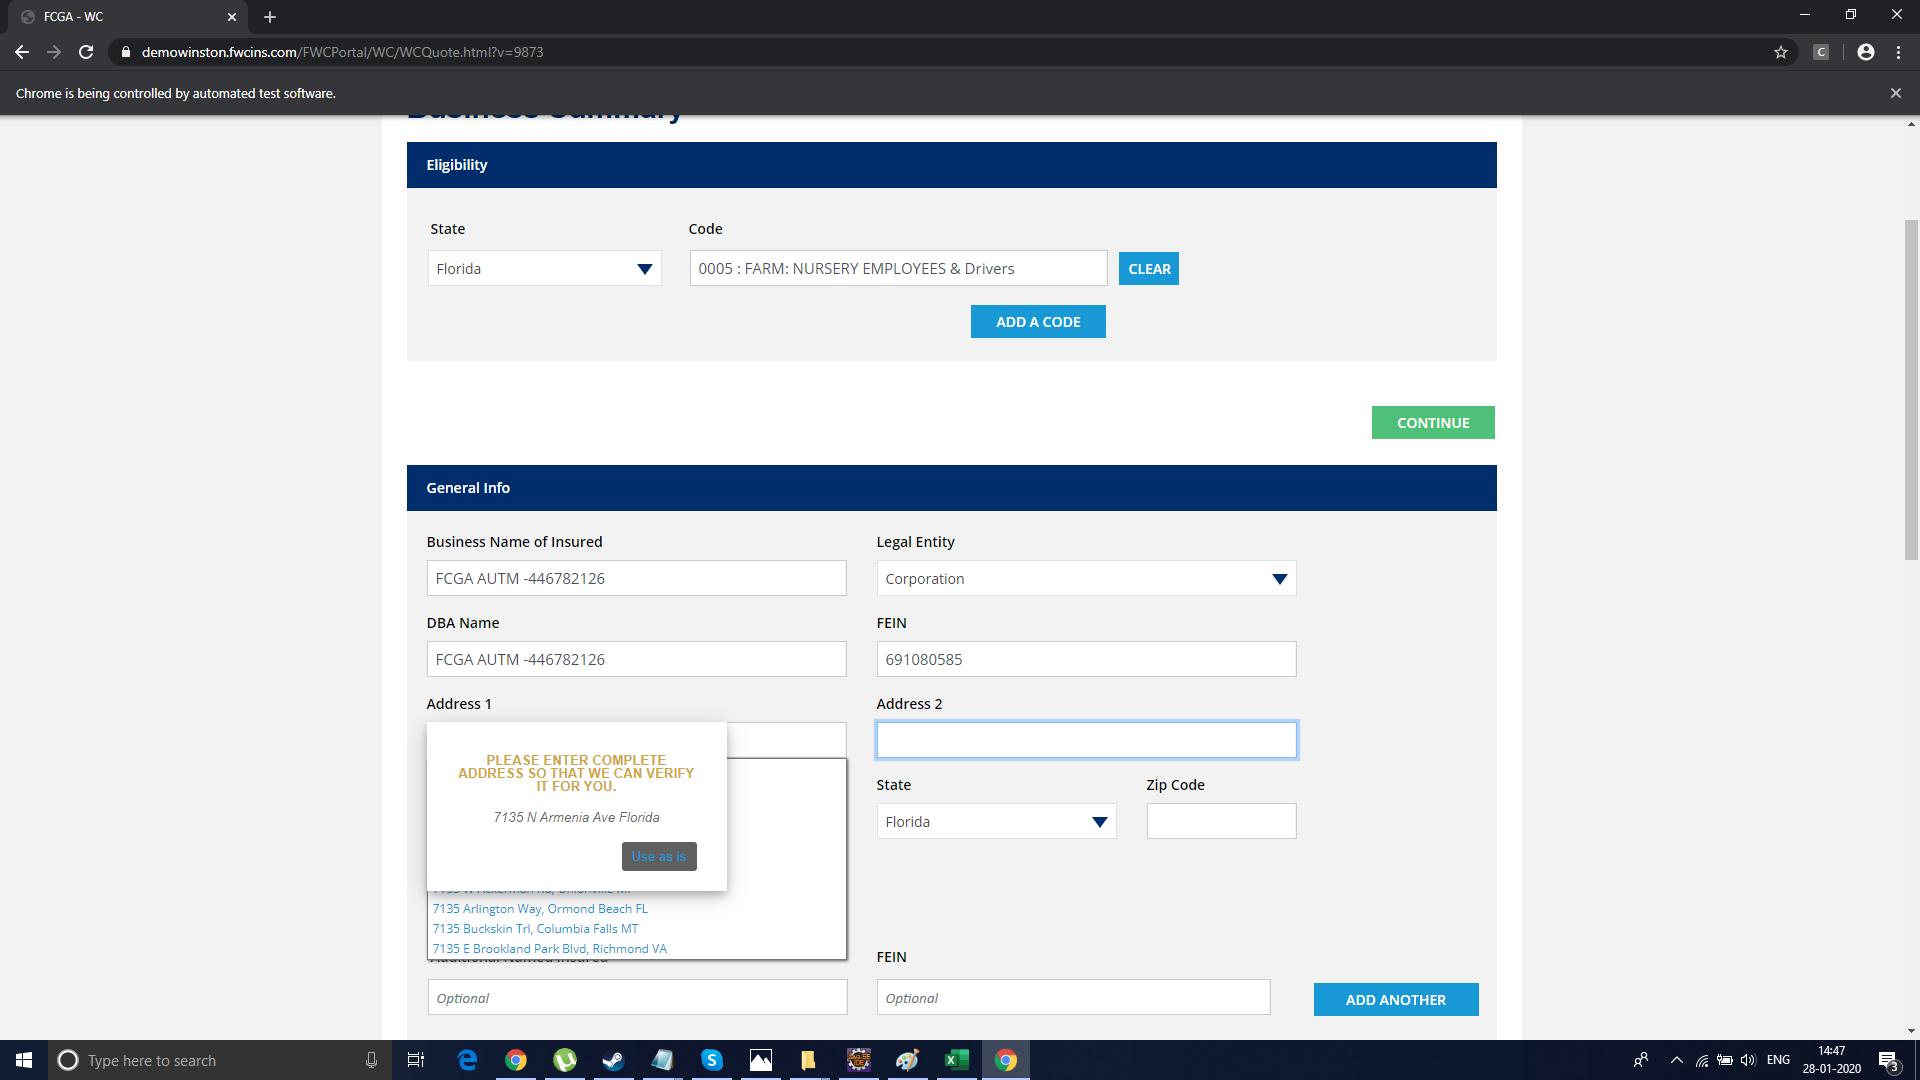 FCGA - WC
demowinston.fwcins.com/FWCPortal/WC/WCQuote.html?v=9873
C
Chrome is being controlled by automated test software.
Business Summary
Eligibility
State
Code
Florida
0005 : FARM: NURSERY EMPLOYEES & Drivers
CLEAR
ADD A CODE
CONTINUE
General Info
Business Name of Insured
Legal Entity
FCGA AUTM -446782126
Corporation
DBA Name
FEIN
FCGA AUTM -446782126
691080585
Address 1
Address 2
PLEASE ENTER COMPLETE
ADDRESS SO THAT WE CAN VERIFY
IT FOR YOU.
7135 N Armenia Ave Florida
Use as is
State
Zip Code
Florida
7135 Arlington Way, Ormond Beach FL
7135 Buckskin Trl, Columbia Falls MT
7135 E Brookland Park Blvd, Richmond VA
Additional Named Insured
FEIN
Optional
Optional
ADD ANOTHER
Type here to search
ENG
14:47
28-01-2020
3